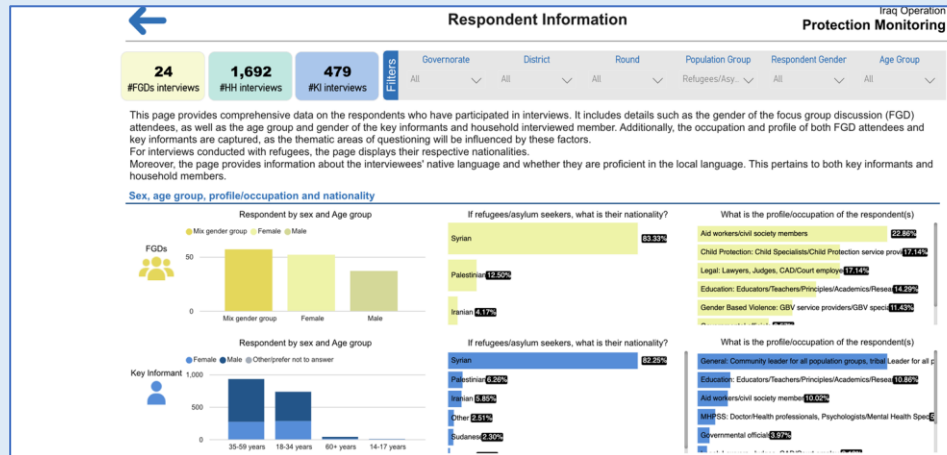 Respondent Information
Iraq Operation
Protection Monitoring
24
#FGDs interviews
1,692
#HH interviews
479
#KI interviews
Filters
Governorate
All
District
All
Round
All
Population Group
Refugees/Asy..
Respondent Gender
All
Age Group
All
This page provides comprehensive data on the respondents who have participated in interviews. It includes details such as the gender of the focus group discussion (FGD)
attendees, as well as the age group and gender of the key informants and household interviewed member. Additionally, the occupation and profile of both FGD attendees and
key informants are captured, as the thematic areas of questioning will be influenced by these factors.
For interviews conducted with refugees, the page displays their respective nationalities.
Moreover, the page provides information about the interviewees' native language and whether they are proficient in the local language. This pertains to both key informants and
household members.
Sex, age group, profile/occupation and nationality
FGDs
Respondent by sex and Age group
Mix gender group Female Male
50
0
Mix gender group Female Male
If refugees/asylum seekers, what is their nationality?
Syrian 83.33%
Palestinian 12.50%
Iranian 4.17%
What is the profile/occupation of the respondent(s)
Aid workers/civil society members 22.86%
Child Protection: Child Specialists/Child Protection service provi 17.14%
Legal: Lawyers, Judges, CAD/Court employe 17.14%
Education: Educators/Teachers/Principles/Academics/Resea 14.29%
Gender Based Violence: GBV service providers/GBV specia 11.43%
Key Informant
Respondent by sex and Age group
Female Male Other/prefer not to answer
1,000
500
0
35-59 years 18-34 years 60+ years 14-17 years
If refugees/asylum seekers, what is their nationality?
Syrian 82.25%
Palestinian 6.26%
Iranian 5.85%
Other 2.51%
Sudanese 2.30%
What is the profile/occupation of the respondent(s)
General: Community leader for all population groups, tribal Leader for all p
Education: Educators/Teachers/Principles/Academics/Resea 10.86%
Aid workers/civil society member 10.02%
MHPSS: Doctor/Health professionals, Psychologists/Mental Health Spec
Governmental officials 3.97%